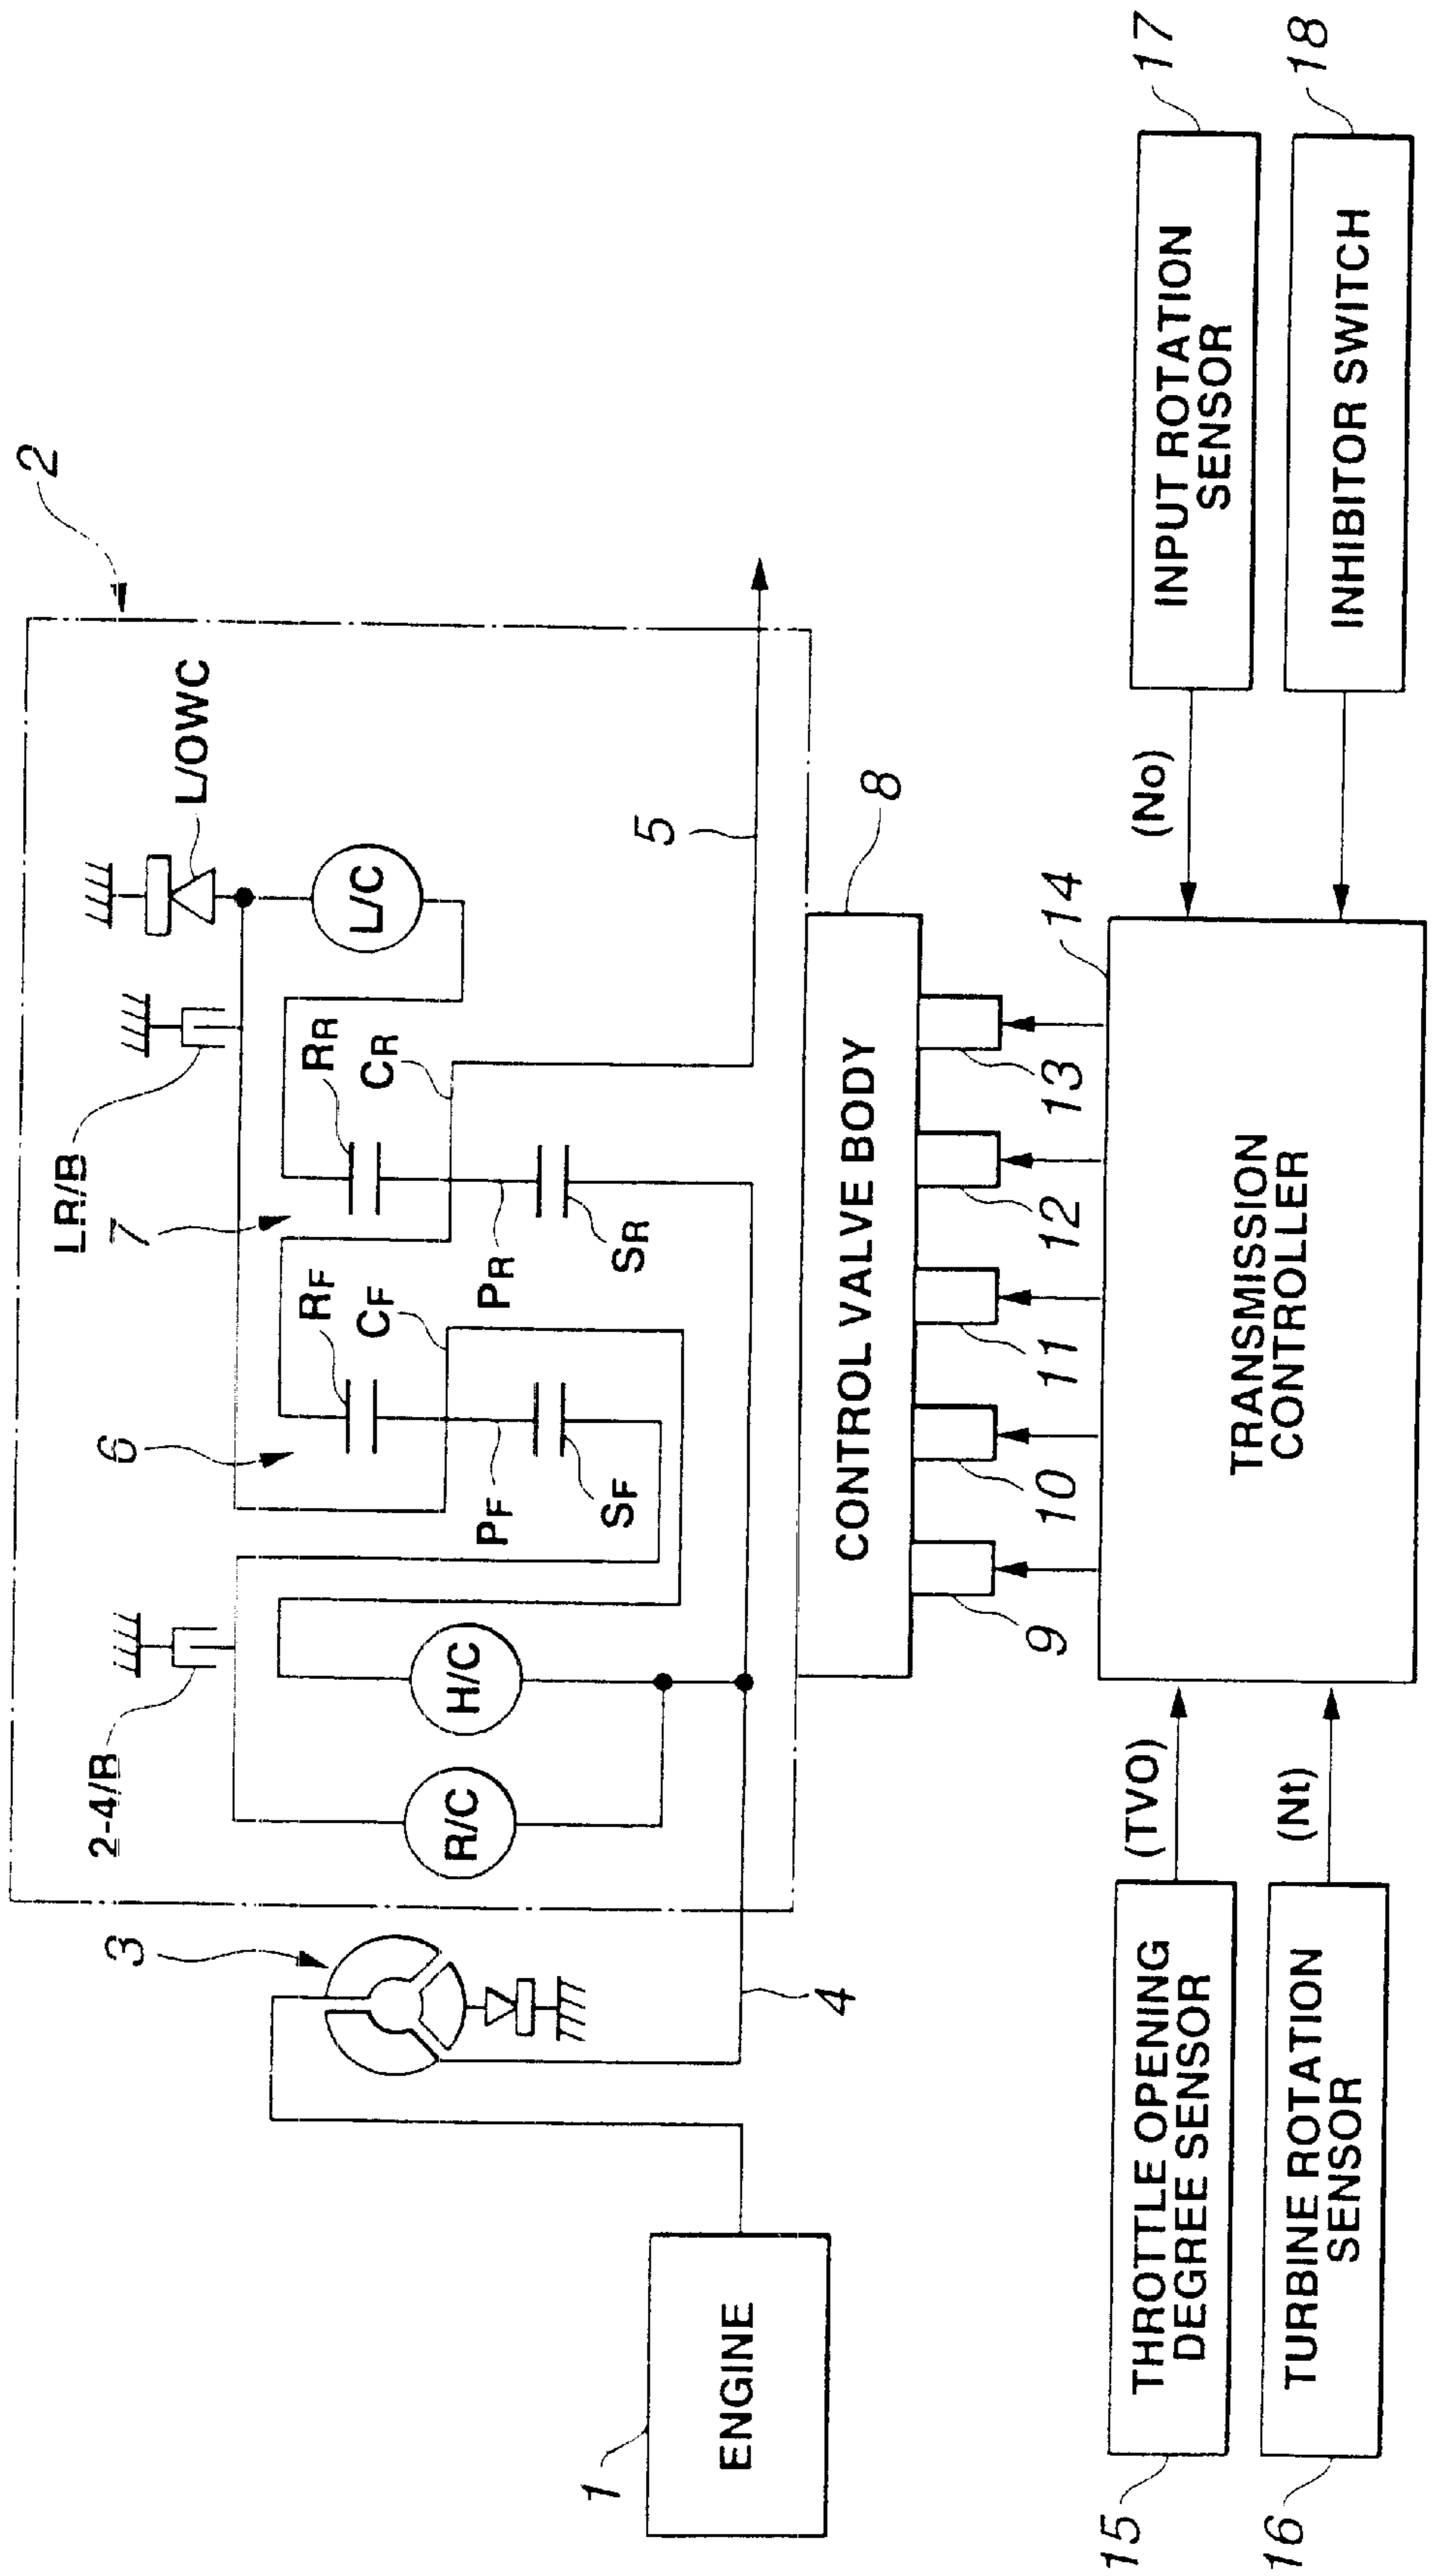 2
L/OWC
LR/B
7
RR
CR
L/C
5
6
RF
CF
PR
SR
PF
SF
2-4/B
H/C
R/C
3
4
1
ENGINE
8
CONTROL VALVE BODY
9
10
11
12
13
14
TRANSMISSION
CONTROLLER
(TVO)
(Nt)
(No)
15
THROTTLE OPENING
DEGREE SENSOR
16
TURBINE ROTATION
SENSOR
17
INPUT ROTATION
SENSOR
18
INHIBITOR SWITCH